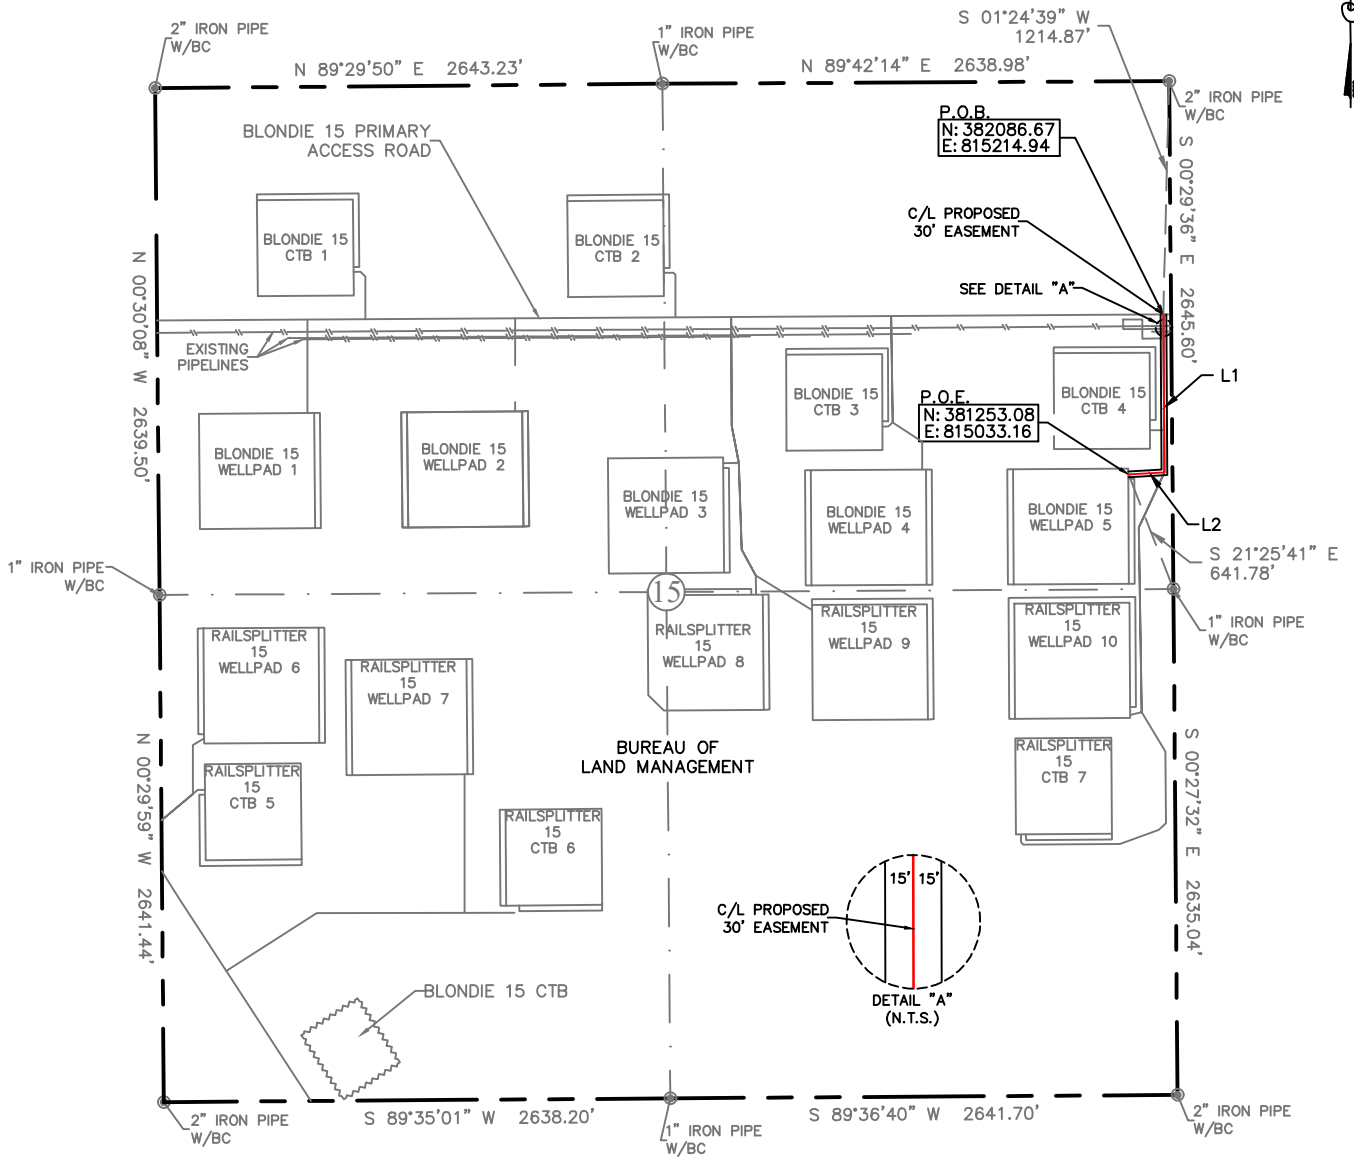 2" IRON PIPE
W/BC
1" IRON PIPE
W/BC
S 01°24'39" W
1214.87'
N 89°29'50" E 2643.23'
N 89°42'14" E 2638.98'
2" IRON PIPE
W/BC
P.O.B.
N: 382086.67
E: 815214.94
BLONDIE 15 PRIMARY
ACCESS ROAD
S 00°29'36" E 2645.60'
C/L PROPOSED
30' EASEMENT
BLONDIE 15
CTB 1
BLONDIE 15
CTB 2
SEE DETAIL "A"
N 00°30'08" W 2639.50'
EXISTING
PIPELINES
L1
BLONDIE 15
CTB 3
BLONDIE 15
CTB 4
P.O.E.
N: 381253.08
E: 815033.16
BLONDIE 15
WELLPAD 1
BLONDIE 15
WELLPAD 2
BLONDIE 15
WELLPAD 3
BLONDIE 15
WELLPAD 4
BLONDIE 15
WELLPAD 5
L2
S 21°25'41" E
641.78'
1" IRON PIPE
W/BC
15
1" IRON PIPE
W/BC
RAILSPLITTER
15
WELLPAD 6
RAILSPLITTER
15
WELLPAD 7
RAILSPLITTER
15
WELLPAD 8
RAILSPLITTER
15
WELLPAD 9
RAILSPLITTER
15
WELLPAD 10
BUREAU OF
LAND MANAGEMENT
N 00°29'59" W 2641.44'
S 00°27'32" E 2635.04'
RAILSPLITTER
15
CTB 5
RAILSPLITTER
15
CTB 6
RAILSPLITTER
15
CTB 7
15' 15'
C/L PROPOSED
30' EASEMENT
DETAIL "A"
(N.T.S.)
BLONDIE 15 CTB
2" IRON PIPE
W/BC
S 89°35'01" W 2638.20'
1" IRON PIPE
W/BC
S 89°36'40" W 2641.70'
2" IRON PIPE
W/BC